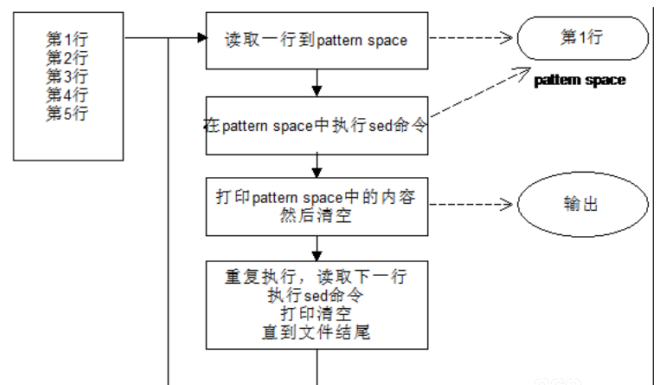 第1行
第2行
第3行
第4行
第5行
读取一行到pattern space
第1行
pattern space
在pattern space中执行sed命令
打印pattern space中的内容
然后清空
输出
重复执行，读取下一行
执行sed命令
打印清空
直到文件结尾